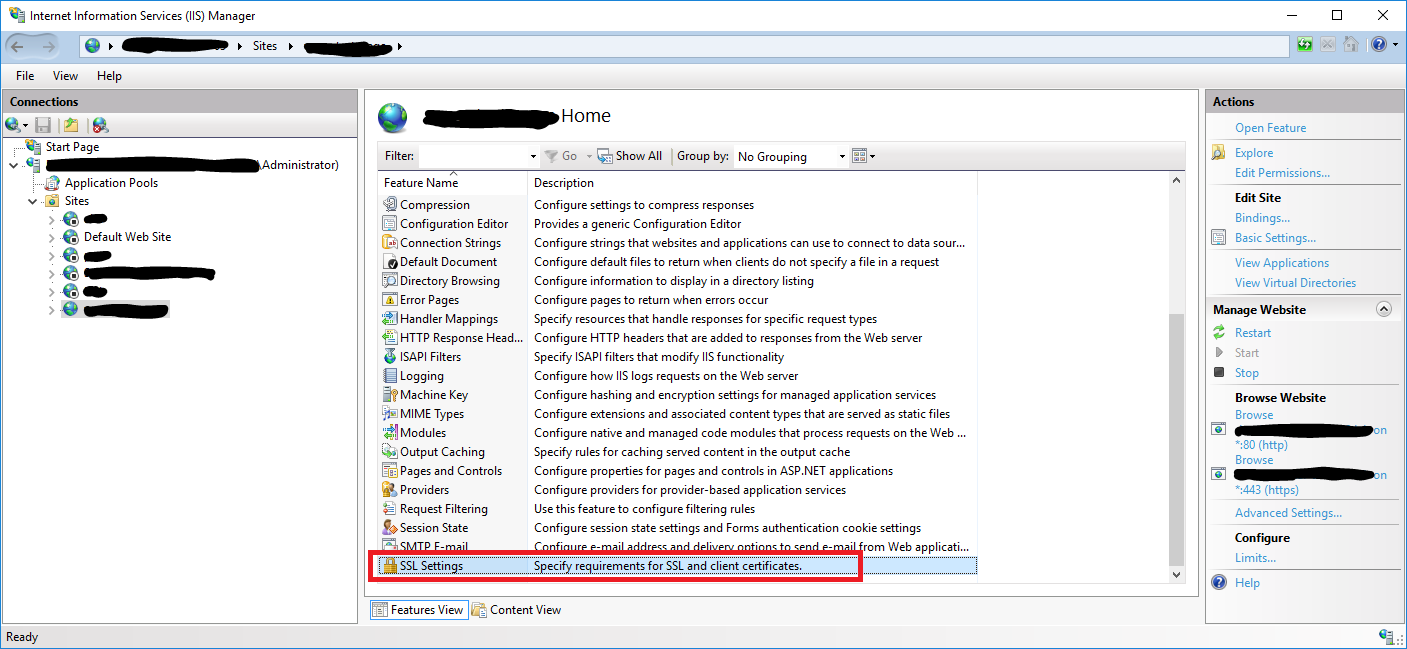 Internet Information Services (IIS) Manager
Sites
File View Help
Connections
Start Page
\Administrator)
Application Pools
Sites
Default Web Site
Home
Filter: Go Show All Group by: No Grouping
Feature Name Description
Compression Configure settings to compress responses
Configuration Editor Provides a generic Configuration Editor
Connection Strings Configure strings that websites and applications can use to connect to data sour...
Default Document Configure default files to return when clients do not specify a file in a request
Directory Browsing Configure information to display in a directory listing
Error Pages Configure pages to return when errors occur
Handler Mappings Specify resources that handle responses for specific request types
HTTP Response Head... Configure HTTP headers that are added to responses from the Web server
ISAPI Filters Specify ISAPI filters that modify IIS functionality
Logging Configure how IIS logs requests on the Web server
Machine Key Configure hashing and encryption settings for managed application services
MIME Types Configure extensions and associated content types that are served as static files
Modules Configure native and managed code modules that process requests on the Web ...
Output Caching Specify rules for caching served content in the output cache
Pages and Controls Configure properties for pages and controls in ASP.NET applications
Providers Configure providers for provider-based application services
Request Filtering Use this feature to configure filtering rules
Session State Configure session state settings and Forms authentication cookie settings
SMTP E-mail Configure e-mail address and delivery options to send e-mail from Web applicati...
SSL Settings Specify requirements for SSL and client certificates.
Features View Content View
Actions
Open Feature
Explore
Edit Permissions...
Edit Site
Bindings...
Basic Settings...
View Applications
View Virtual Directories
Manage Website
Restart
Start
Stop
Browse Website
Browse
on
*:80 (http)
Browse
on
*:443 (https)
Advanced Settings...
Configure
Limits...
Help
Ready